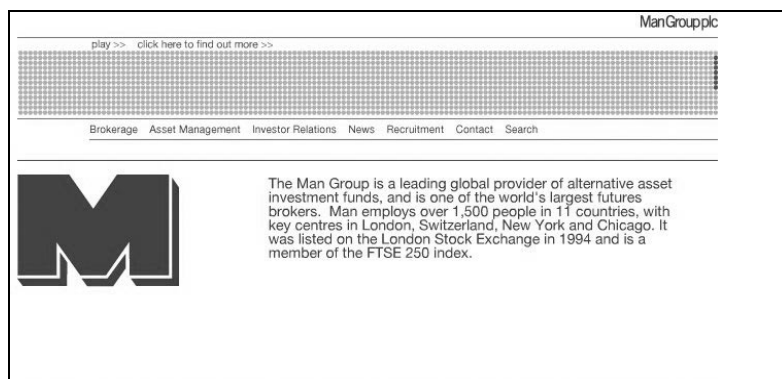 ManGroupplc
play >> click here to find out more >>
Brokerage Asset Management Investor Relations News Recruitment Contact Search
M
The Man Group is a leading global provider of alternative asset
investment funds, and is one of the world's largest futures
brokers. Man employs over 1,500 people in 11 countries, with
key centres in London, Switzerland, New York and Chicago. It
was listed on the London Stock Exchange in 1994 and is a
member of the FTSE 250 index.